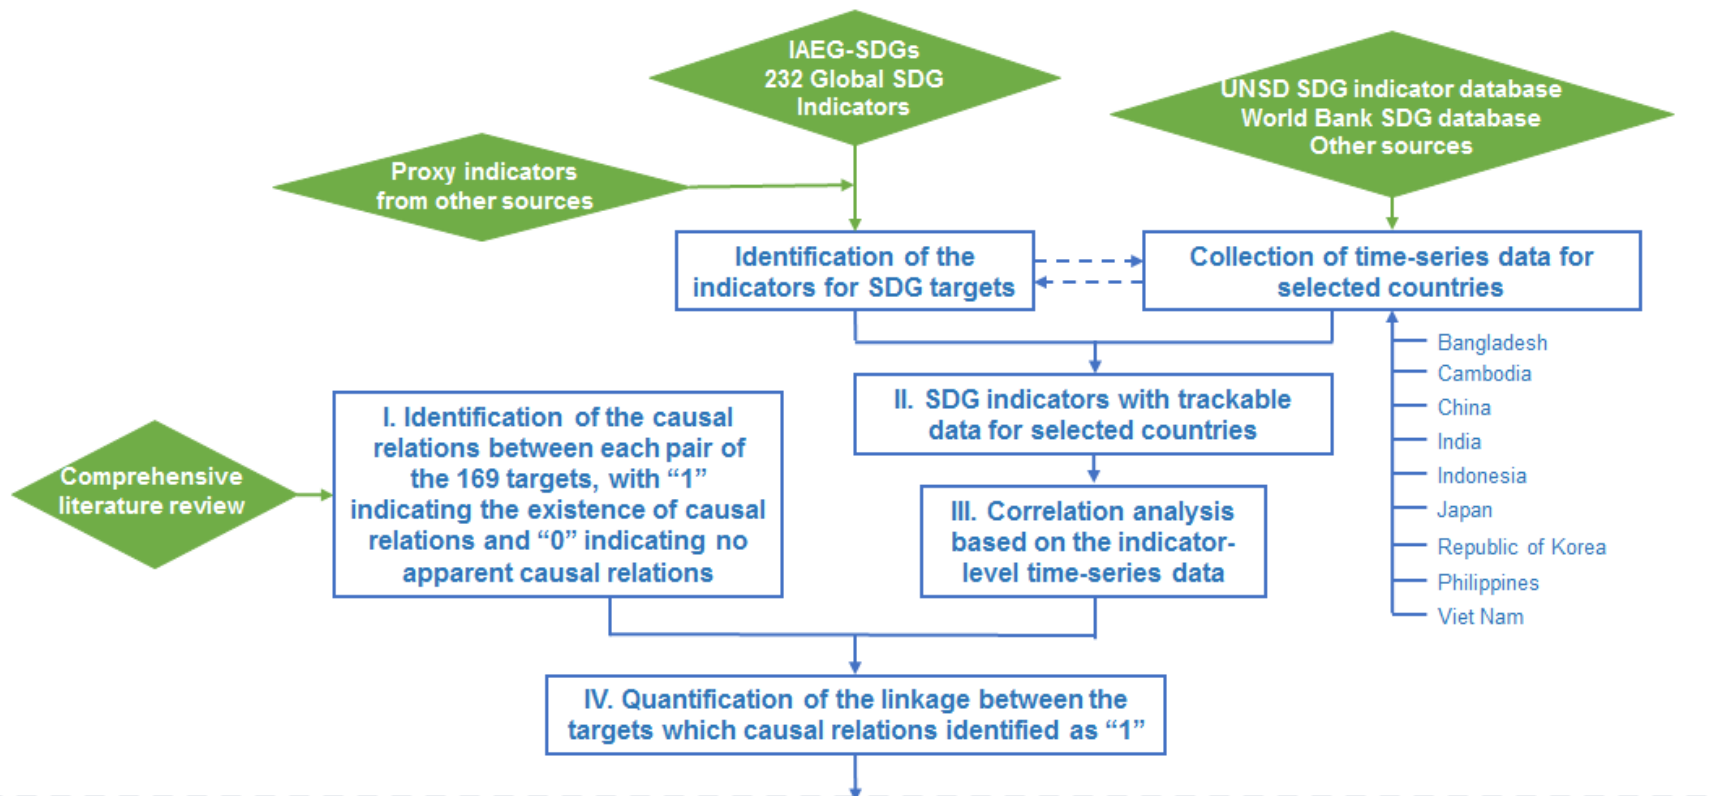 IAEG-SDGs
232 Global SDG
Indicators
UNSD SDG indicator database
World Bank SDG database
Other sources
Proxy indicators
from other sources
Identification of the
indicators for SDG targets
Collection of time-series data for
selected countries
Bangladesh
Cambodia
China
India
Indonesia
Japan
Republic of Korea
Philippines
Viet Nam
II. SDG indicators with trackable
data for selected countries
Comprehensive
literature review
I. Identification of the causal
relations between each pair of
the 169 targets, with “1”
indicating the existence of causal
relations and “0” indicating no
apparent causal relations
III. Correlation analysis
based on the indicator-
level time-series data
IV. Quantification of the linkage between the
targets which causal relations identified as “1”